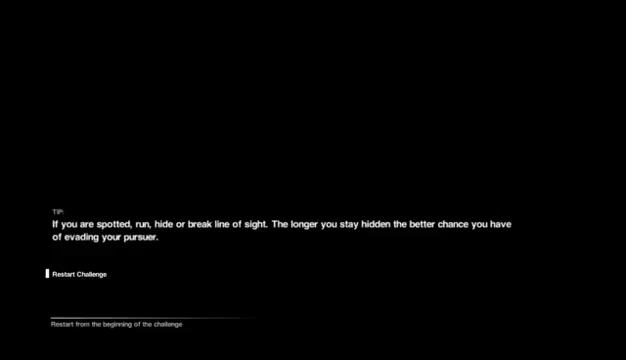 TIP:
If you are spotted, run, hide or break line of sight. The longer you stay hidden the better chance you have
of evading your pursuer.
Restart Challenge
Restart from the beginning of the challenge